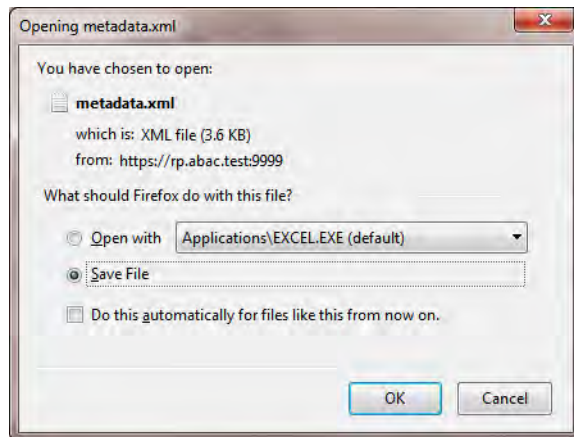 Opening metadata.xml
You have chosen to open:
metadata.xml
which is: XML file (3.6 KB)
from: https://rp.abac.test:9999
What should Firefox do with this file?
Open with Applications\EXCEL.EXE (default)
Save File
Do this automatically for files like this from now on.
OK Cancel